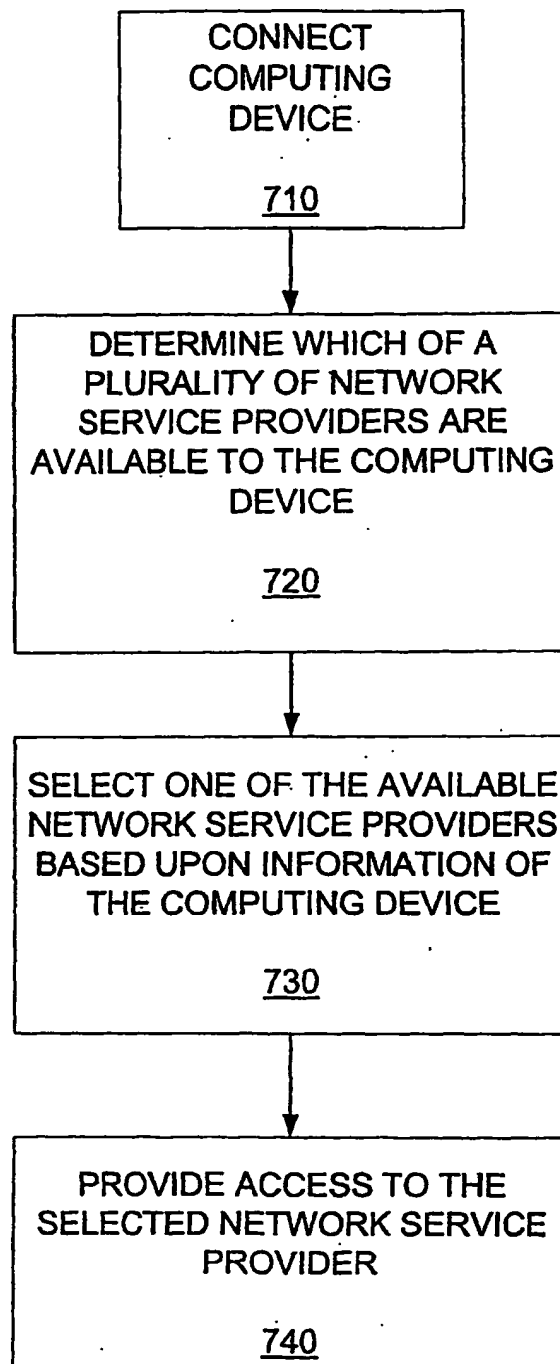 CONNECT
COMPUTING
DEVICE
710
DETERMINE WHICH OF A
PLURALITY OF NETWORK
SERVICE PROVIDERS ARE
AVAILABLE TO THE COMPUTING
DEVICE
720
SELECT ONE OF THE AVAILABLE
NETWORK SERVICE PROVIDERS
BASED UPON INFORMATION OF
THE COMPUTING DEVICE
730
PROVIDE ACCESS TO THE
SELECTED NETWORK SERVICE
PROVIDER
740